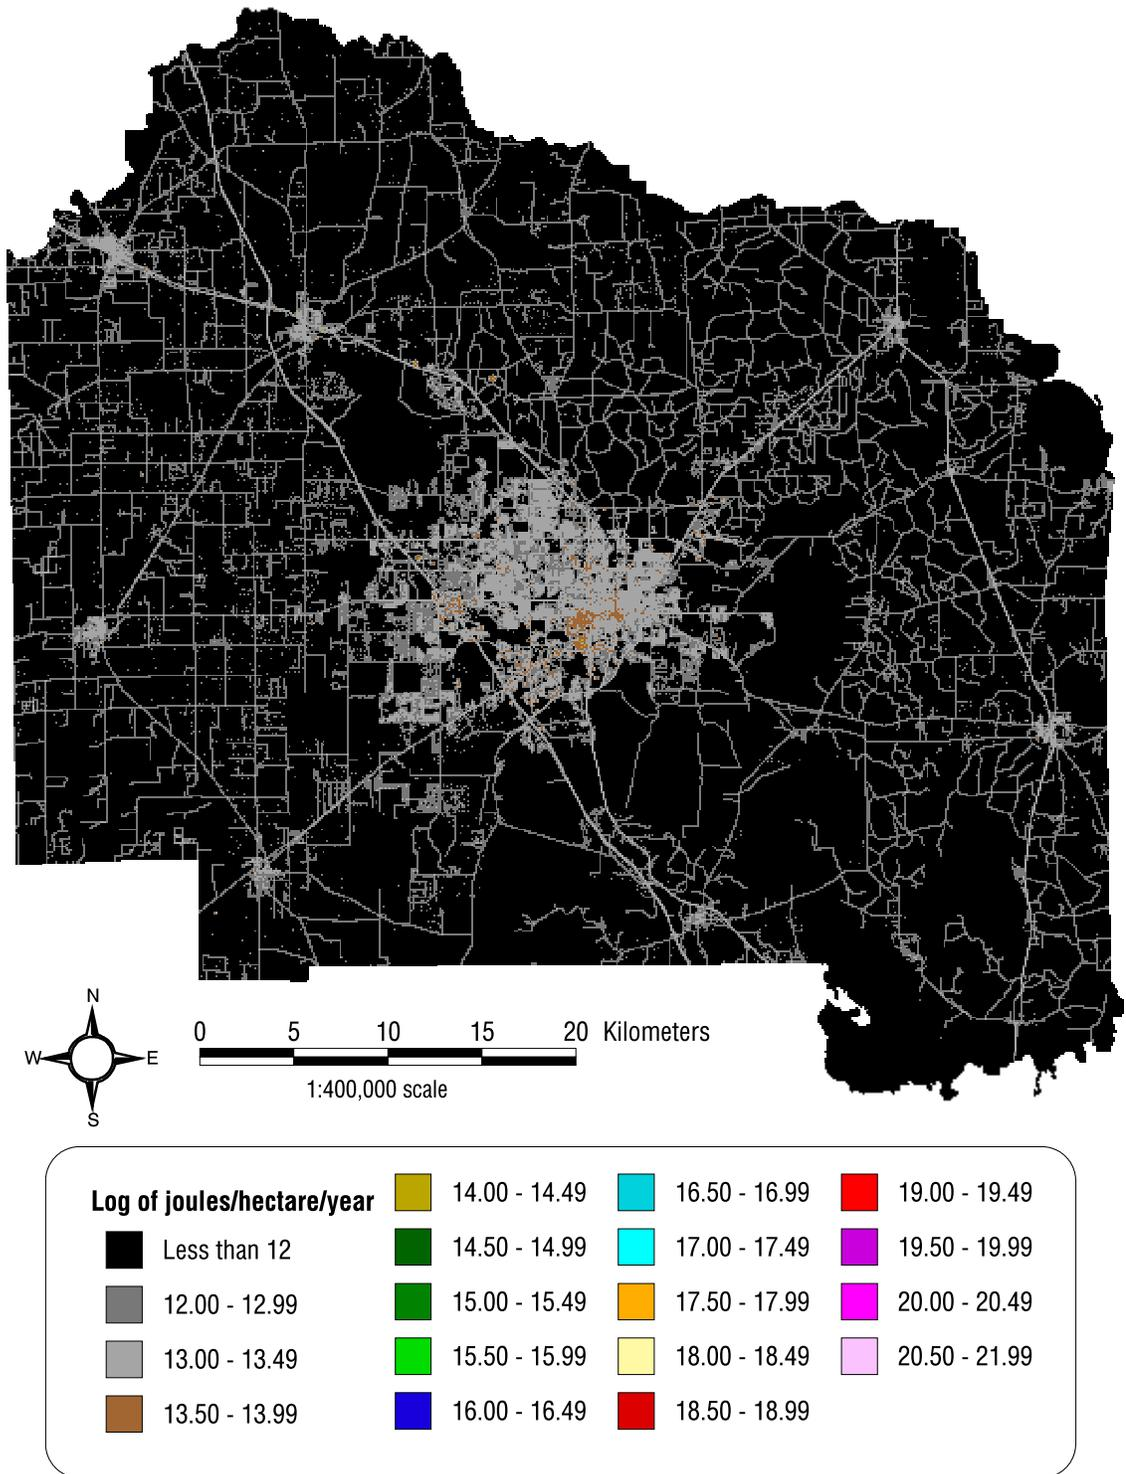 N
W E
S
0 5 10 15 20 Kilometers
1:400,000 scale
Log of joules/hectare/year
Less than 12
12.00 - 12.99
13.00 - 13.49
13.50 - 13.99
14.00 - 14.49
14.50 - 14.99
15.00 - 15.49
15.50 - 15.99
16.00 - 16.49
16.50 - 16.99
17.00 - 17.49
17.50 - 17.99
18.00 - 18.49
18.50 - 18.99
19.00 - 19.49
19.50 - 19.99
20.00 - 20.49
20.50 - 21.99